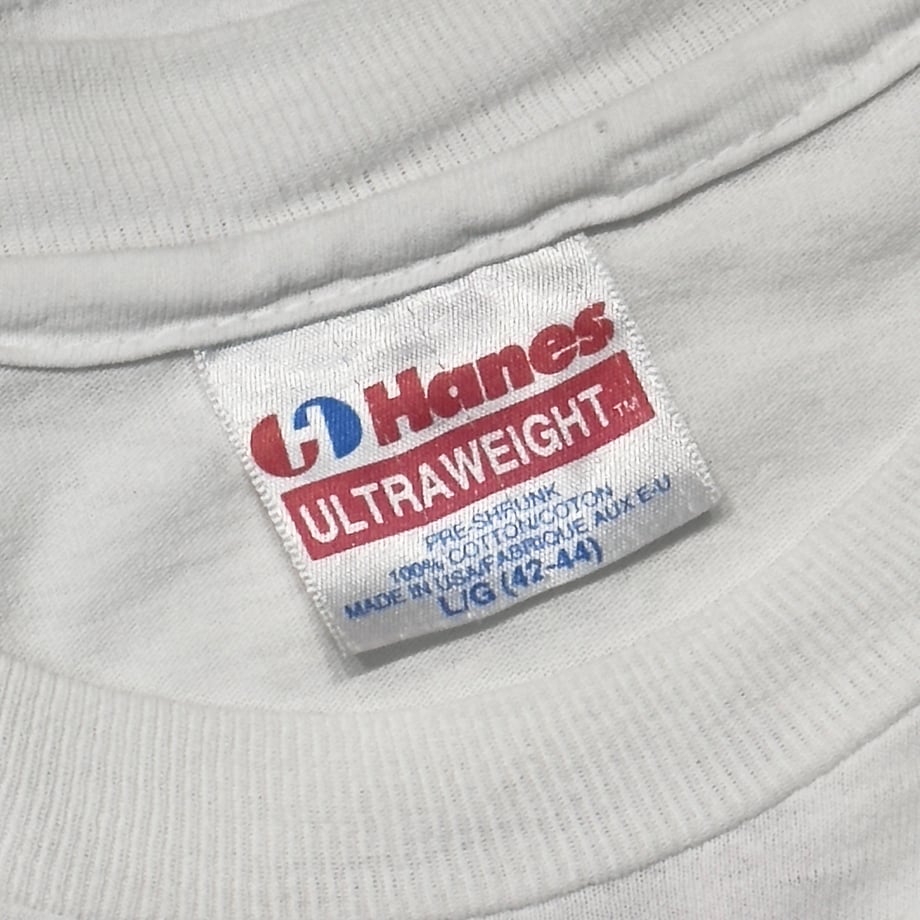 Hanes
ULTRAWEIGHT™
PRE-SHRUNK
100% COTTON/COTON
MADE IN USA/FABRIQUE AUX E-U
L/G (42-44)